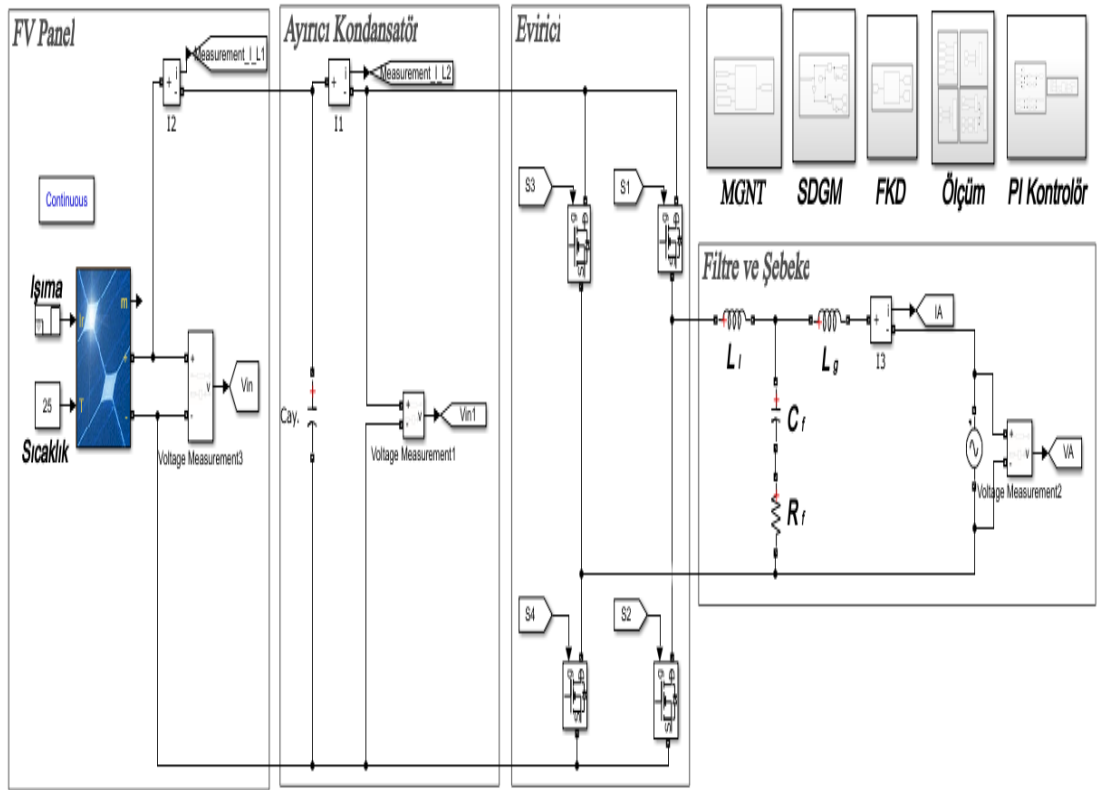 FV Panel
Measurement_I_L1
I2
Continuous
Işıma
Ir
m
+
25
T
-
Sıcaklık
+
v
-
Vin
Voltage Measurement3
Ayırıcı Kondansatör
Measurement_I_L2
I1
Cay.
+
v
-
Vin1
Voltage Measurement1
Evirici
S3
S1
g
D
S
g
D
S
S4
S2
g
D
S
g
D
S
MGNT
SDGM
FKD
Ölçüm
PI Kontrolör
Filtre ve Şebeke
L l
L g
+
i
-
I3
IA
C f
R f
+
v
-
VA
Voltage Measurement2